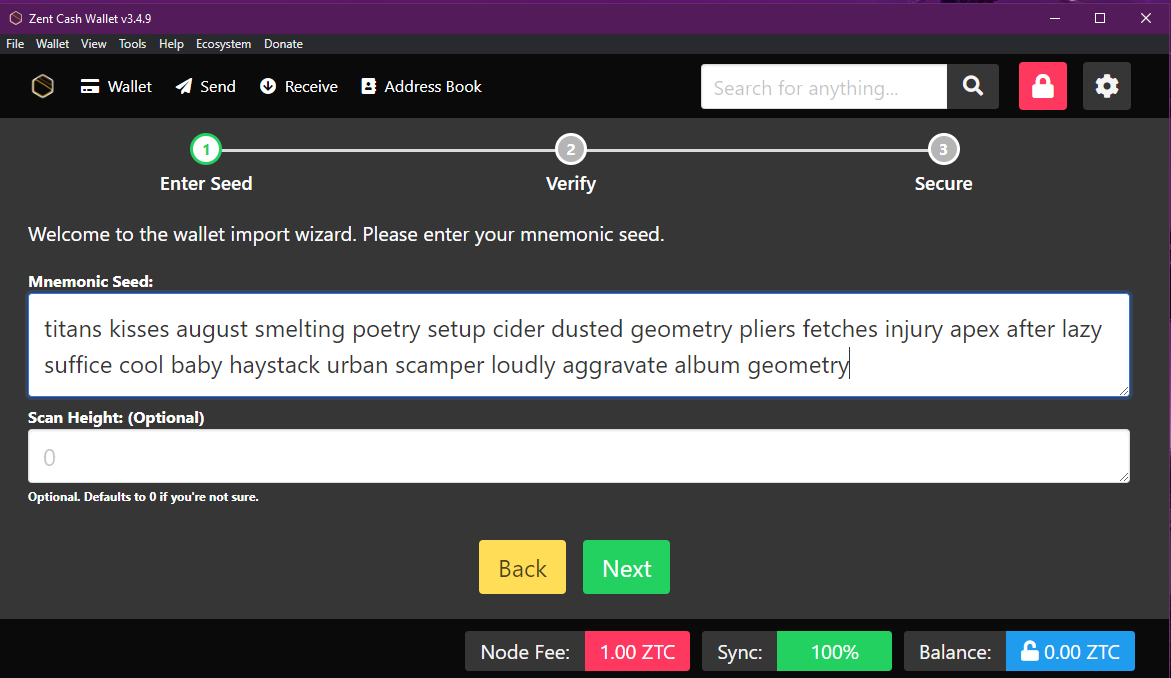 Zent Cash Wallet v3.4.9
File Wallet View Tools Help Ecosystem Donate
Wallet Send Receive Address Book Search for anything...
1 2 3
Enter Seed Verify Secure
Welcome to the wallet import wizard. Please enter your mnemonic seed.
Mnemonic Seed:
titans kisses august smelting poetry setup cider dusted geometry pliers fetches injury apex after lazy
suffice cool baby haystack urban scamper loudly aggravate album geometry
Scan Height: (Optional)
0
Optional. Defaults to 0 if you're not sure.
Back Next
Node Fee: 1.00 ZTC Sync: 100% Balance: 0.00 ZTC